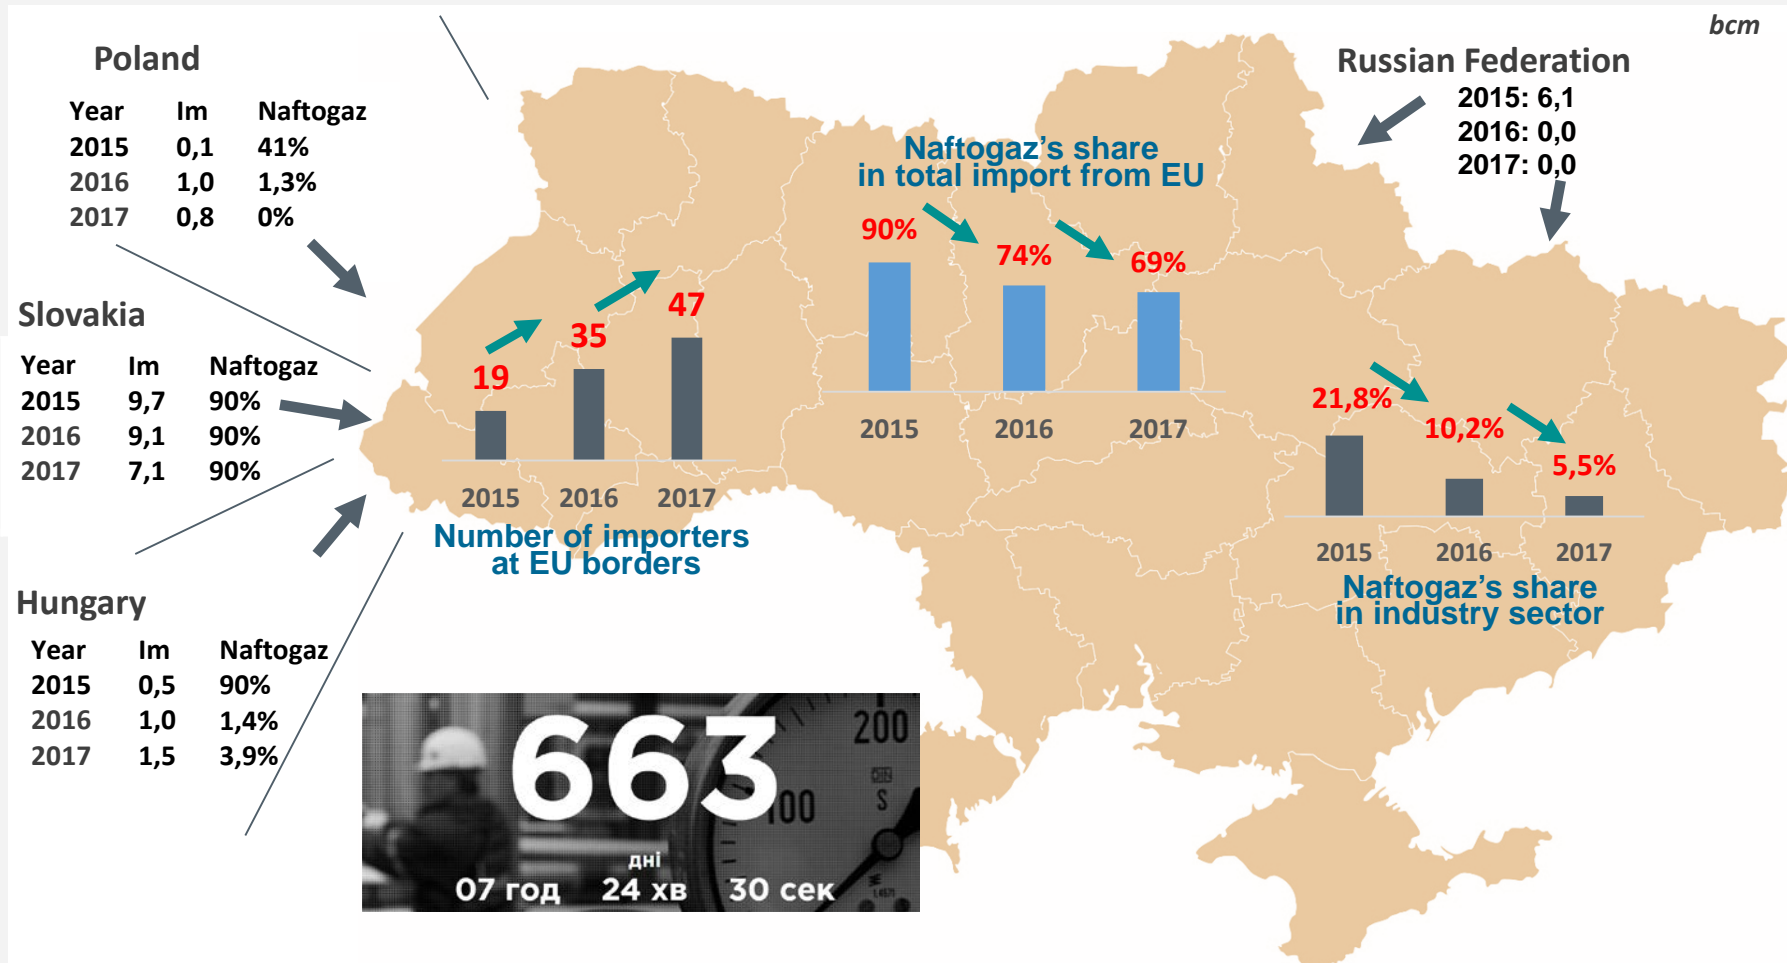 bcm
Poland
Year Im Naftogaz
2015 0,1 41%
2016 1,0 1,3%
2017 0,8 0%
Slovakia
Year Im Naftogaz
2015 9,7 90%
2016 9,1 90%
2017 7,1 90%
Hungary
Year Im Naftogaz
2015 0,5 90%
2016 1,0 1,4%
2017 1,5 3,9%
19 35 47
2015 2016 2017
Number of importers
at EU borders
Naftogaz's share
in total import from EU
90% 74% 69%
2015 2016 2017
Russian Federation
2015: 6,1
2016: 0,0
2017: 0,0
21,8% 10,2% 5,5%
2015 2016 2017
Naftogaz's share
in industry sector
663
дні
07 год 24 хв 30 сек
200
100
S